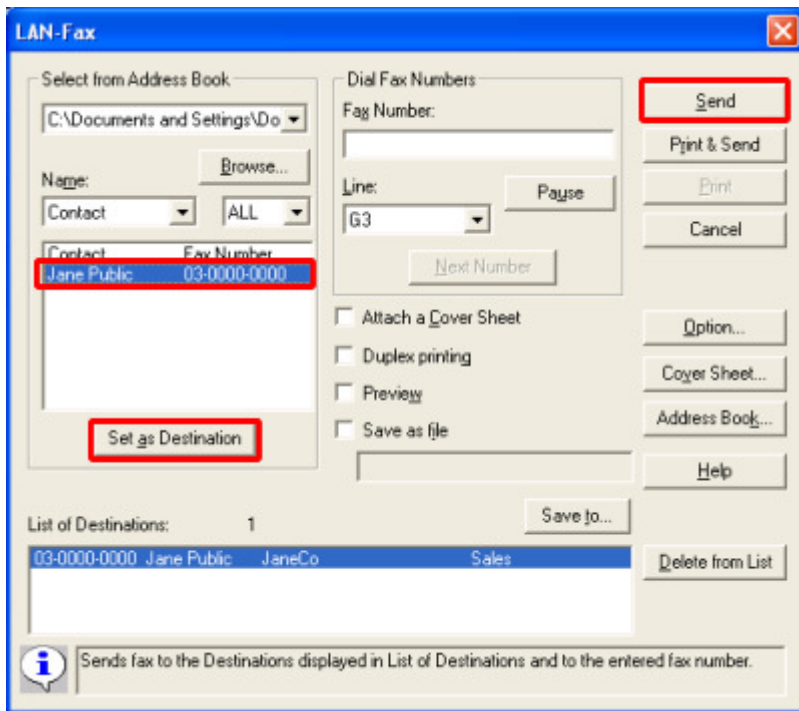 LAN-Fax
Select from Address Book
C:\Documents and Settings\Do
Browse...
Name:
Contact
ALL
Contact Fax Number
Jane Public 03-0000-0000
Set as Destination
Dial Fax Numbers
Fax Number:
Line:
Pause
G3
Next Number
Attach a Cover Sheet
Duplex printing
Preview
Save as file
Save to...
Send
Print & Send
Print
Cancel
Option...
Cover Sheet...
Address Book...
Help
List of Destinations: 1
03-0000-0000 Jane Public JaneCo Sales
Delete from List
Sends fax to the Destinations displayed in List of Destinations and to the entered fax number.